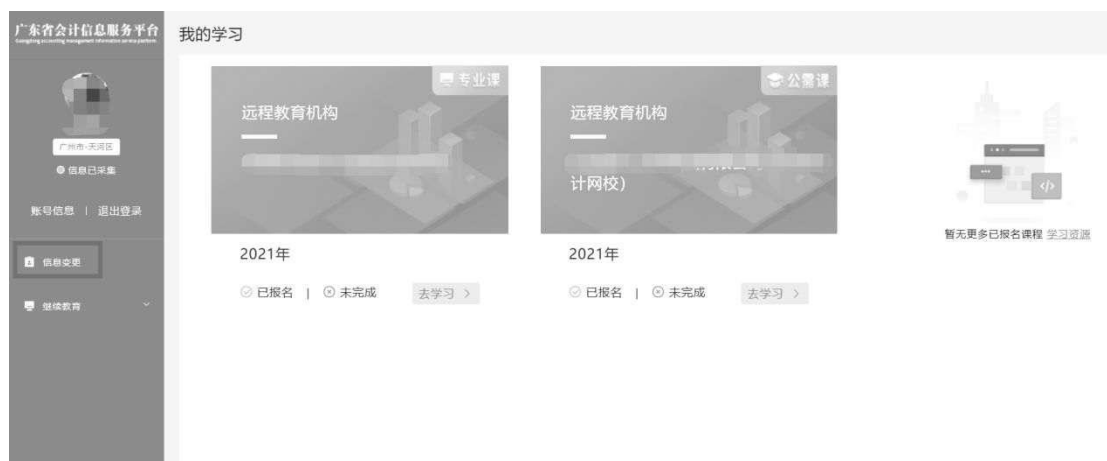 广东省会计信息服务平台
广州市-天河区
信息已采集
账号信息 | 退出登录
信息变更
继续教育
我的学习
专业课
远程教育机构
2021年
已报名 | 未完成
去学习 >
公需课
远程教育机构
计网校）
2021年
已报名 | 未完成
去学习 >
暂无更多已报名课程 学习资源